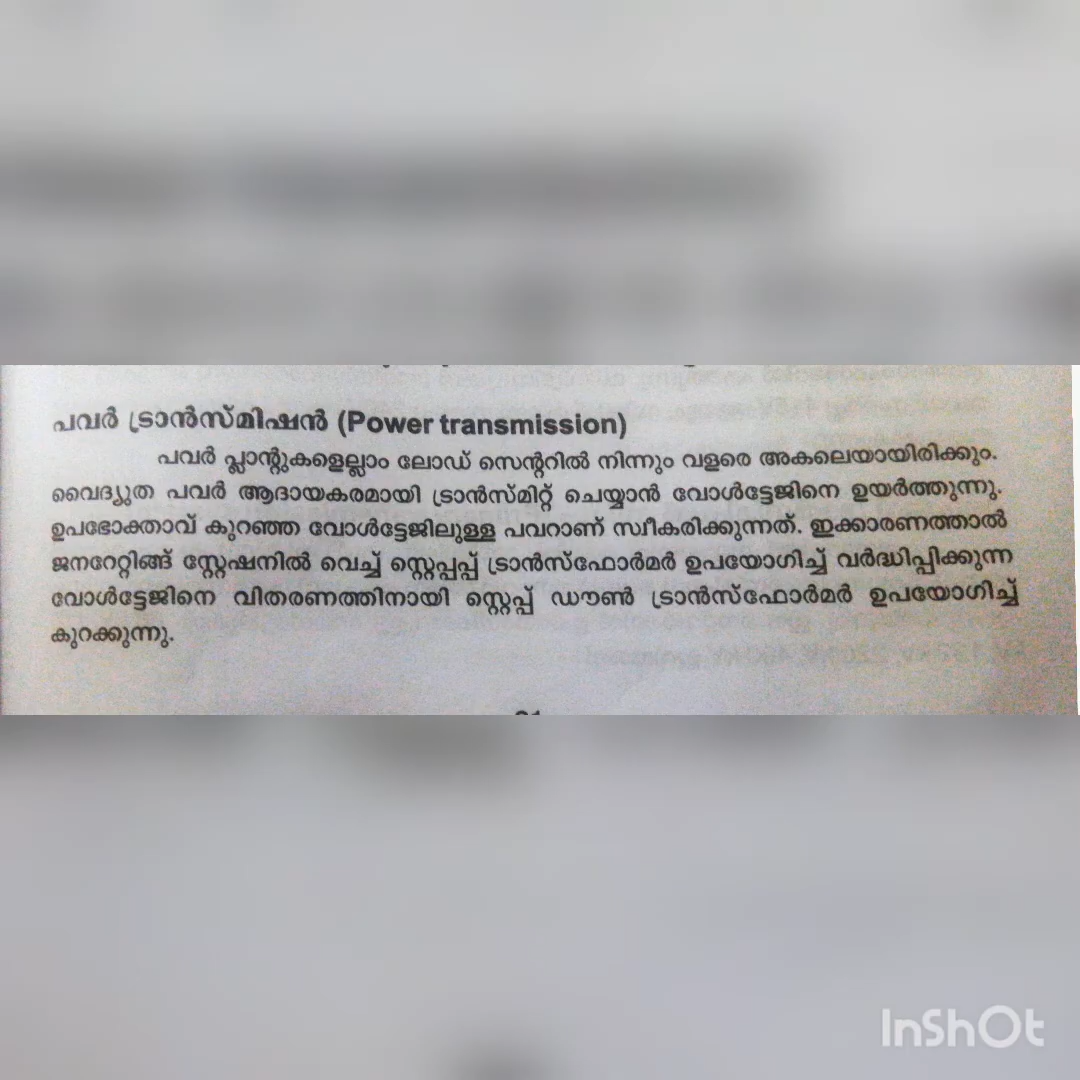 പവർ ട്രാൻസ്മിഷൻ (Power transmission)
പവർ പ്ലാന്റുകളെല്ലാം ലോഡ് സെന്ററിൽ നിന്നും വളരെ അകലെയായിരിക്കും.
വൈദ്യുത പവർ ആദായകരമായി ട്രാൻസ്മിറ്റ് ചെയ്യാൻ വോൾട്ടേജിനെ ഉയർത്തുന്നു.
ഉപഭോക്താവ് കുറഞ്ഞ വോൾട്ടേജിലുള്ള പവറാണ് സ്വീകരിക്കുന്നത്. ഇക്കാരണത്താൽ
ജനറേറ്റിങ്ങ് സ്റ്റേഷനിൽ വെച്ച് സ്റ്റെപ്പപ്പ് ട്രാൻസ്ഫോർമർ ഉപയോഗിച്ച് വർദ്ധിപ്പിക്കുന്ന
വോൾട്ടേജിനെ വിതരണത്തിനായി സ്റ്റെപ്പ് ഡൗൺ ട്രാൻസ്ഫോർമർ ഉപയോഗിച്ച്
കുറക്കുന്നു.
InShOt